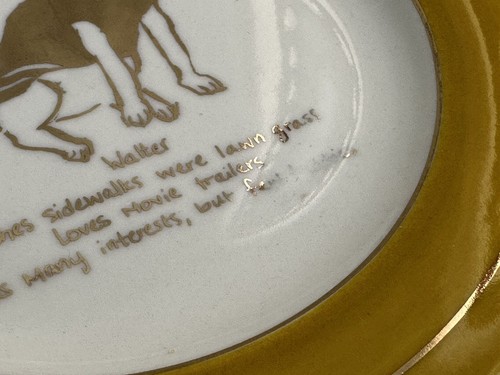 Walter
sidewalks were lawn grass
Loves movie trailers
many interests, but